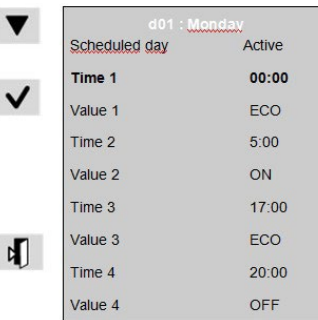 d01 : Monday
Scheduled day Active
Time 1 00:00
Value 1 ECO
Time 2 5:00
Value 2 ON
Time 3 17:00
Value 3 ECO
Time 4 20:00
Value 4 OFF